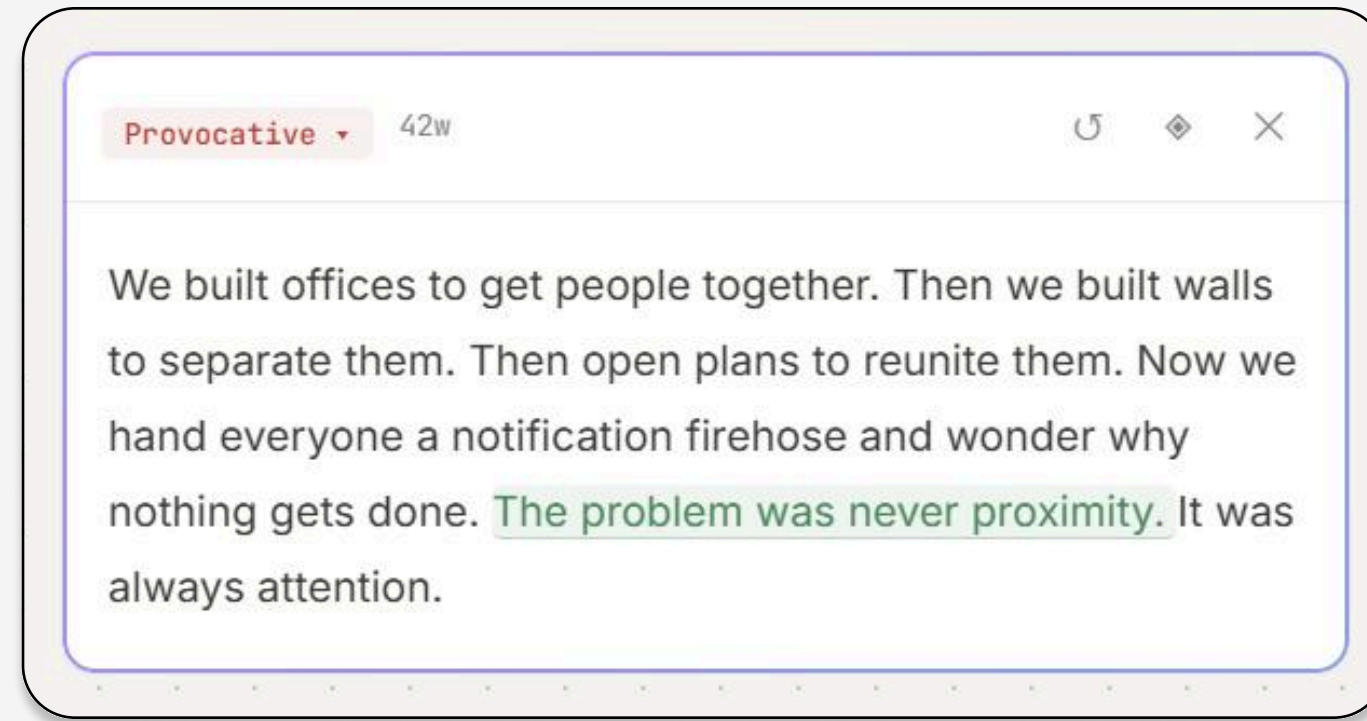 Provocative 42w
We built offices to get people together. Then we built walls
to separate them. Then open plans to reunite them. Now we
hand everyone a notification firehose and wonder why
nothing gets done. The problem was never proximity. It was
always attention.